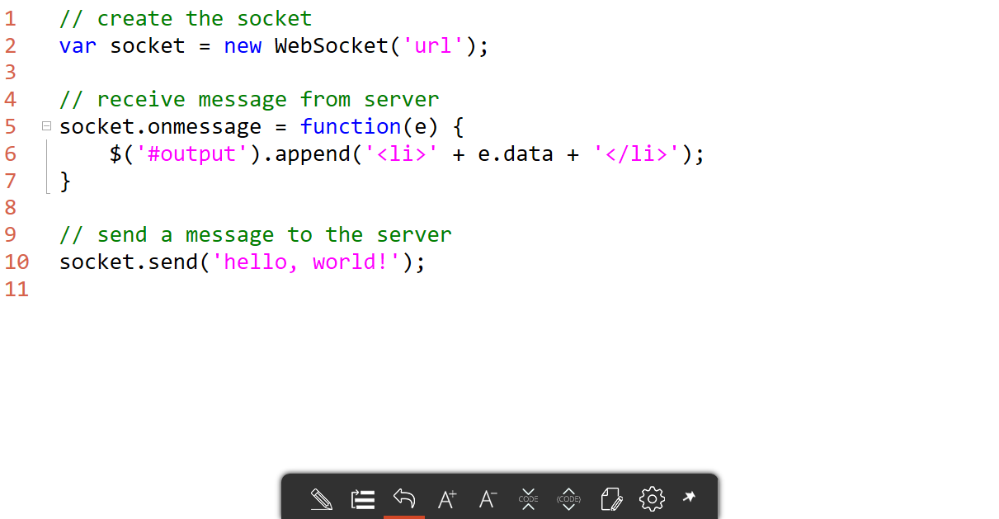 1 // create the socket
2 var socket = new WebSocket('url');
3
4 // receive message from server
5 socket.onmessage = function(e) {
6     $('#output').append('<li>' + e.data + '</li>');
7 }
8
9 // send a message to the server
10 socket.send('hello, world!');
11
A+ A- CODE (CODE)